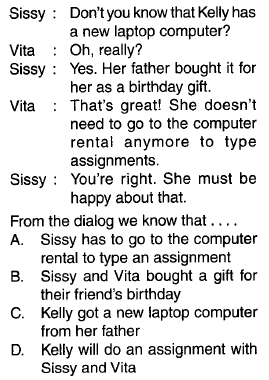 Sissy : Don't you know that Kelly has
a new laptop computer?
Vita : Oh, really?
Sissy : Yes. Her father bought it for
her as a birthday gift.
Vita : That's great! She doesn't
need to go to the computer
rental anymore to type
assignments.
Sissy : You're right. She must be
happy about that.
From the dialog we know that . . . .
A. Sissy has to go to the computer
rental to type an assignment
B. Sissy and Vita bought a gift for
their friend's birthday
C. Kelly got a new laptop computer
from her father
D. Kelly will do an assignment with
Sissy and Vita